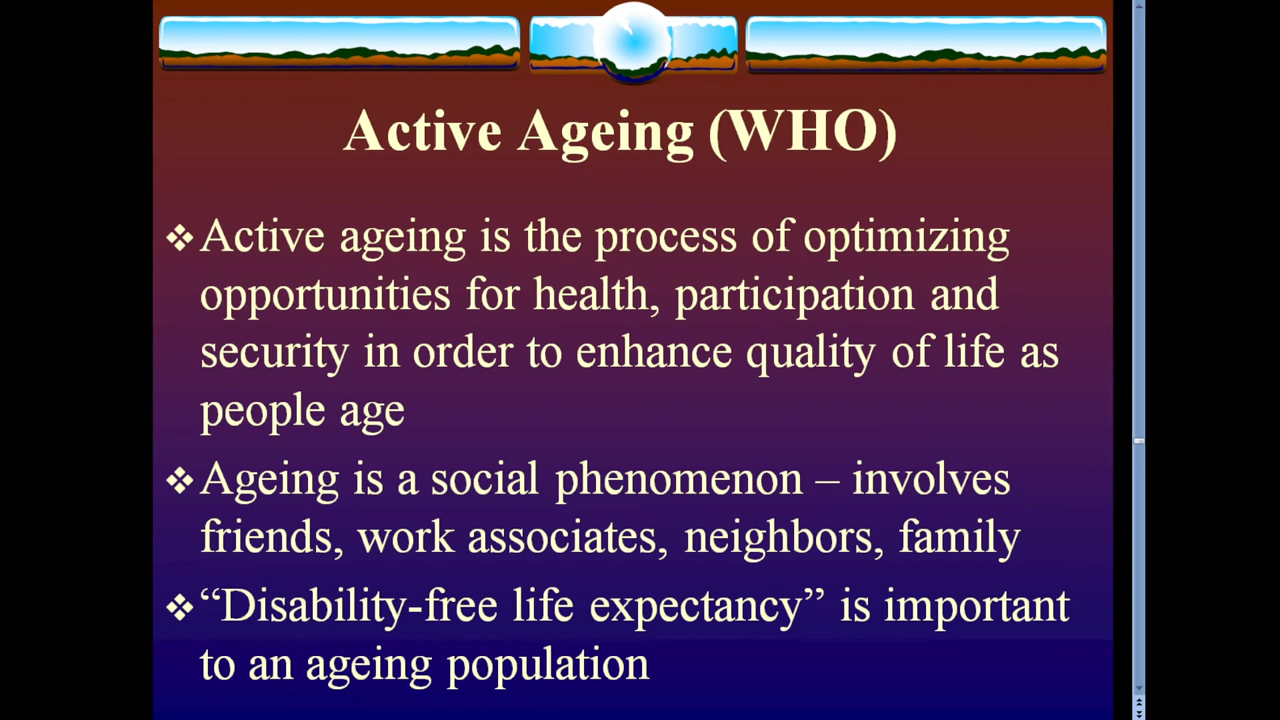 Active Ageing (WHO)
❖Active ageing is the process of optimizing
opportunities for health, participation and
security in order to enhance quality of life as
people age
❖Ageing is a social phenomenon – involves
friends, work associates, neighbors, family
❖“Disability-free life expectancy” is important
to an ageing population